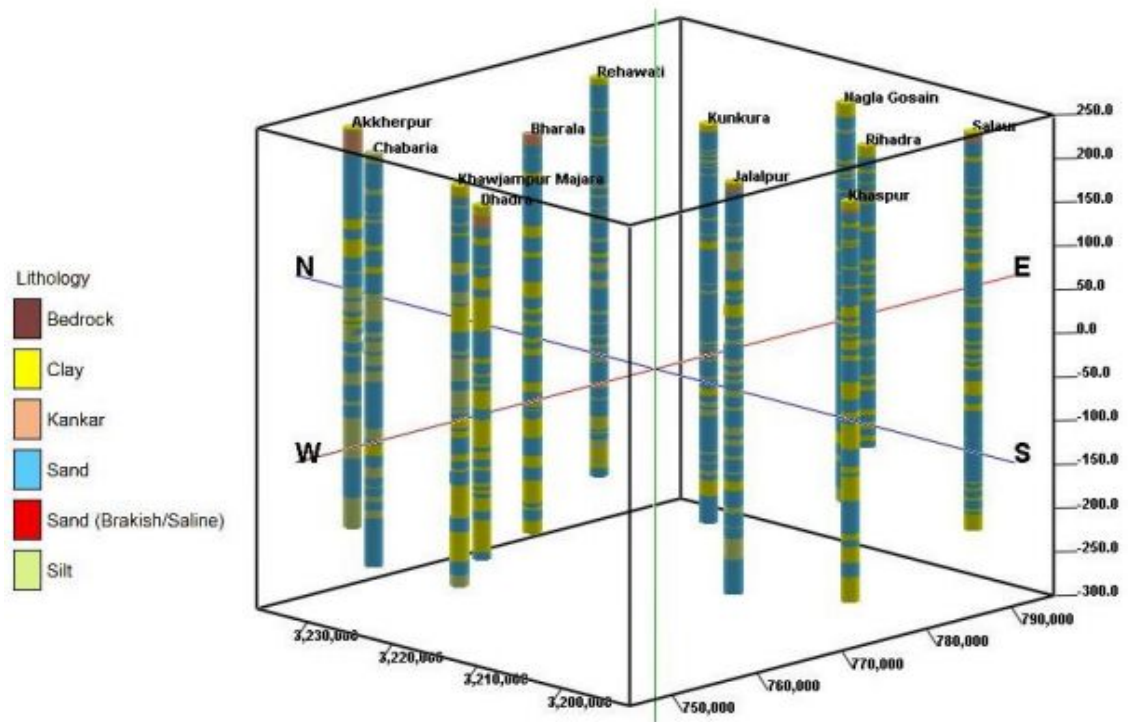 Rehawati
Akkherpur
Bharala
Kunkura
Nagla Gosain
Salaur
Chabaria
Rihadra
Khawjampur Majara
Jalalpur
Dhadra
Khaspur
N
E
W
S
250.0
200.0
150.0
100.0
50.0
0.0
-50.0
-100.0
-150.0
-200.0
-250.0
-300.0
Lithology
Bedrock
Clay
Kankar
Sand
Sand (Brakish/Saline)
Silt
3,230,000
3,220,000
3,210,000
3,200,000
750,000
760,000
770,000
780,000
790,000